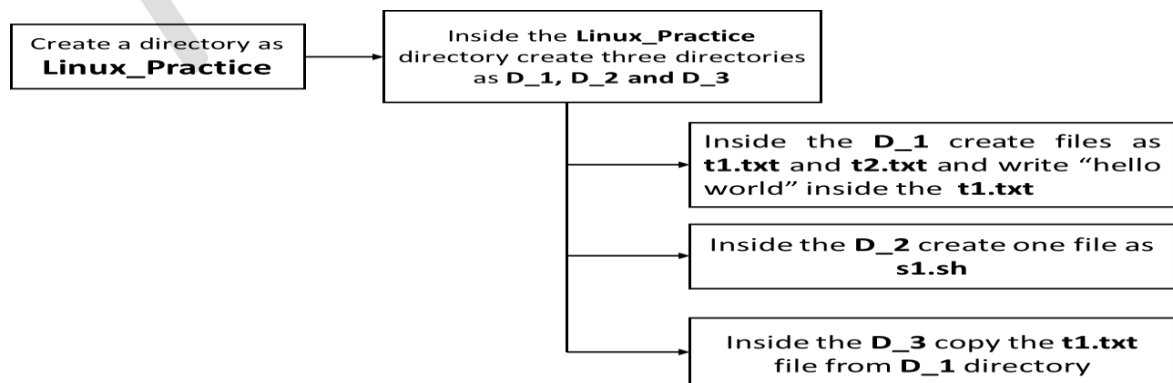 Create a directory as
Linux_Practice
Inside the Linux_Practice
directory create three directories
as D_1, D_2 and D_3
Inside the D_1 create files as
t1.txt and t2.txt and write “hello
world” inside the t1.txt
Inside the D_2 create one file as
s1.sh
Inside the D_3 copy the t1.txt
file from D_1 directory